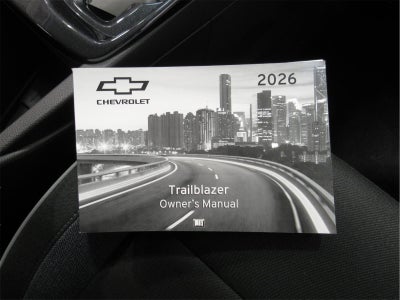 2026
CHEVROLET
Trailblazer
Owner's Manual